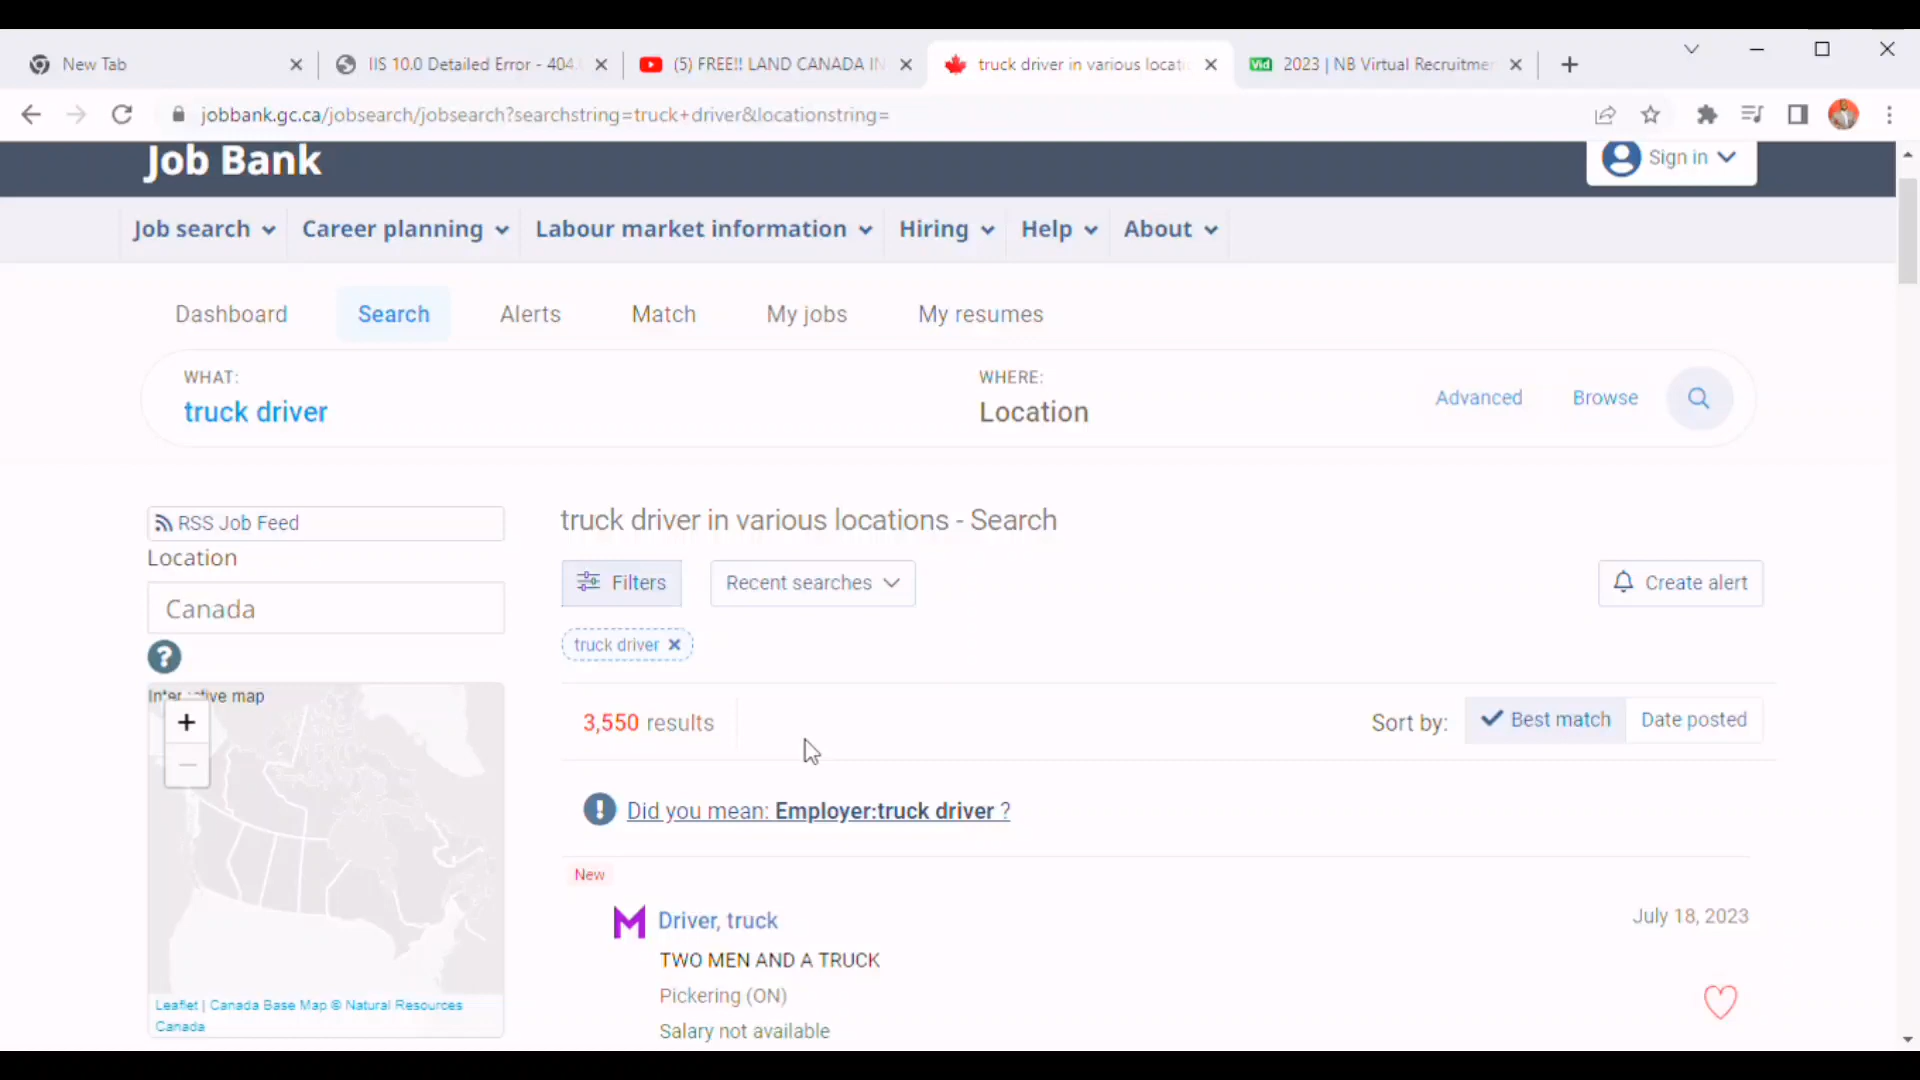 New Tab
IIS 10.0 Detailed Error - 404.
(5) FREE!! LAND CANADA IN
truck driver in various locati
Vid 2023 | NB Virtual Recruitmer
jobbank.gc.ca/jobsearch/jobsearch?searchstring=truck+driver&locationstring=
Job Bank
Sign in
Job search
Career planning
Labour market information
Hiring
Help
About
Dashboard
Search
Alerts
Match
My jobs
My resumes
WHAT:
truck driver
WHERE:
Location
Advanced
Browse
RSS Job Feed
Location
Canada
?
Interactive map
+
−
Leaflet | Canada Base Map © Natural Resources
Canada
truck driver in various locations - Search
Filters
Recent searches
Create alert
truck driver
3,550 results
Sort by:
Best match
Date posted
Did you mean: Employer:truck driver ?
New
M Driver, truck
July 18, 2023
TWO MEN AND A TRUCK
Pickering (ON)
Salary not available